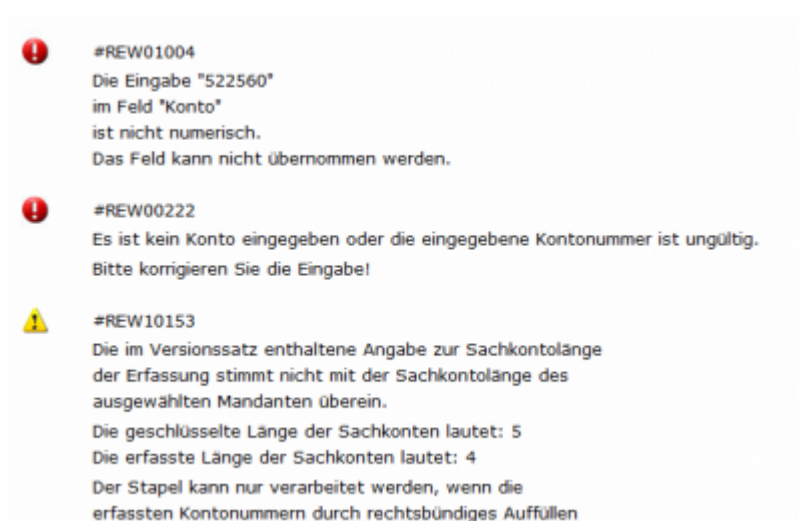 #REW01004
Die Eingabe "522560"
im Feld "Konto"
ist nicht numerisch.
Das Feld kann nicht übernommen werden.
#REW00222
Es ist kein Konto eingegeben oder die eingegebene Kontonummer ist ungültig.
Bitte korrigieren Sie die Eingabe!
#REW10153
Die im Versionssatz enthaltene Angabe zur Sachkontolänge
der Erfassung stimmt nicht mit der Sachkontolänge des
ausgewählten Mandanten überein.
Die geschlüsselte Länge der Sachkonten lautet: 5
Die erfasste Länge der Sachkonten lautet: 4
Der Stapel kann nur verarbeitet werden, wenn die
erfassten Kontonummern durch rechtsbündiges Auffüllen